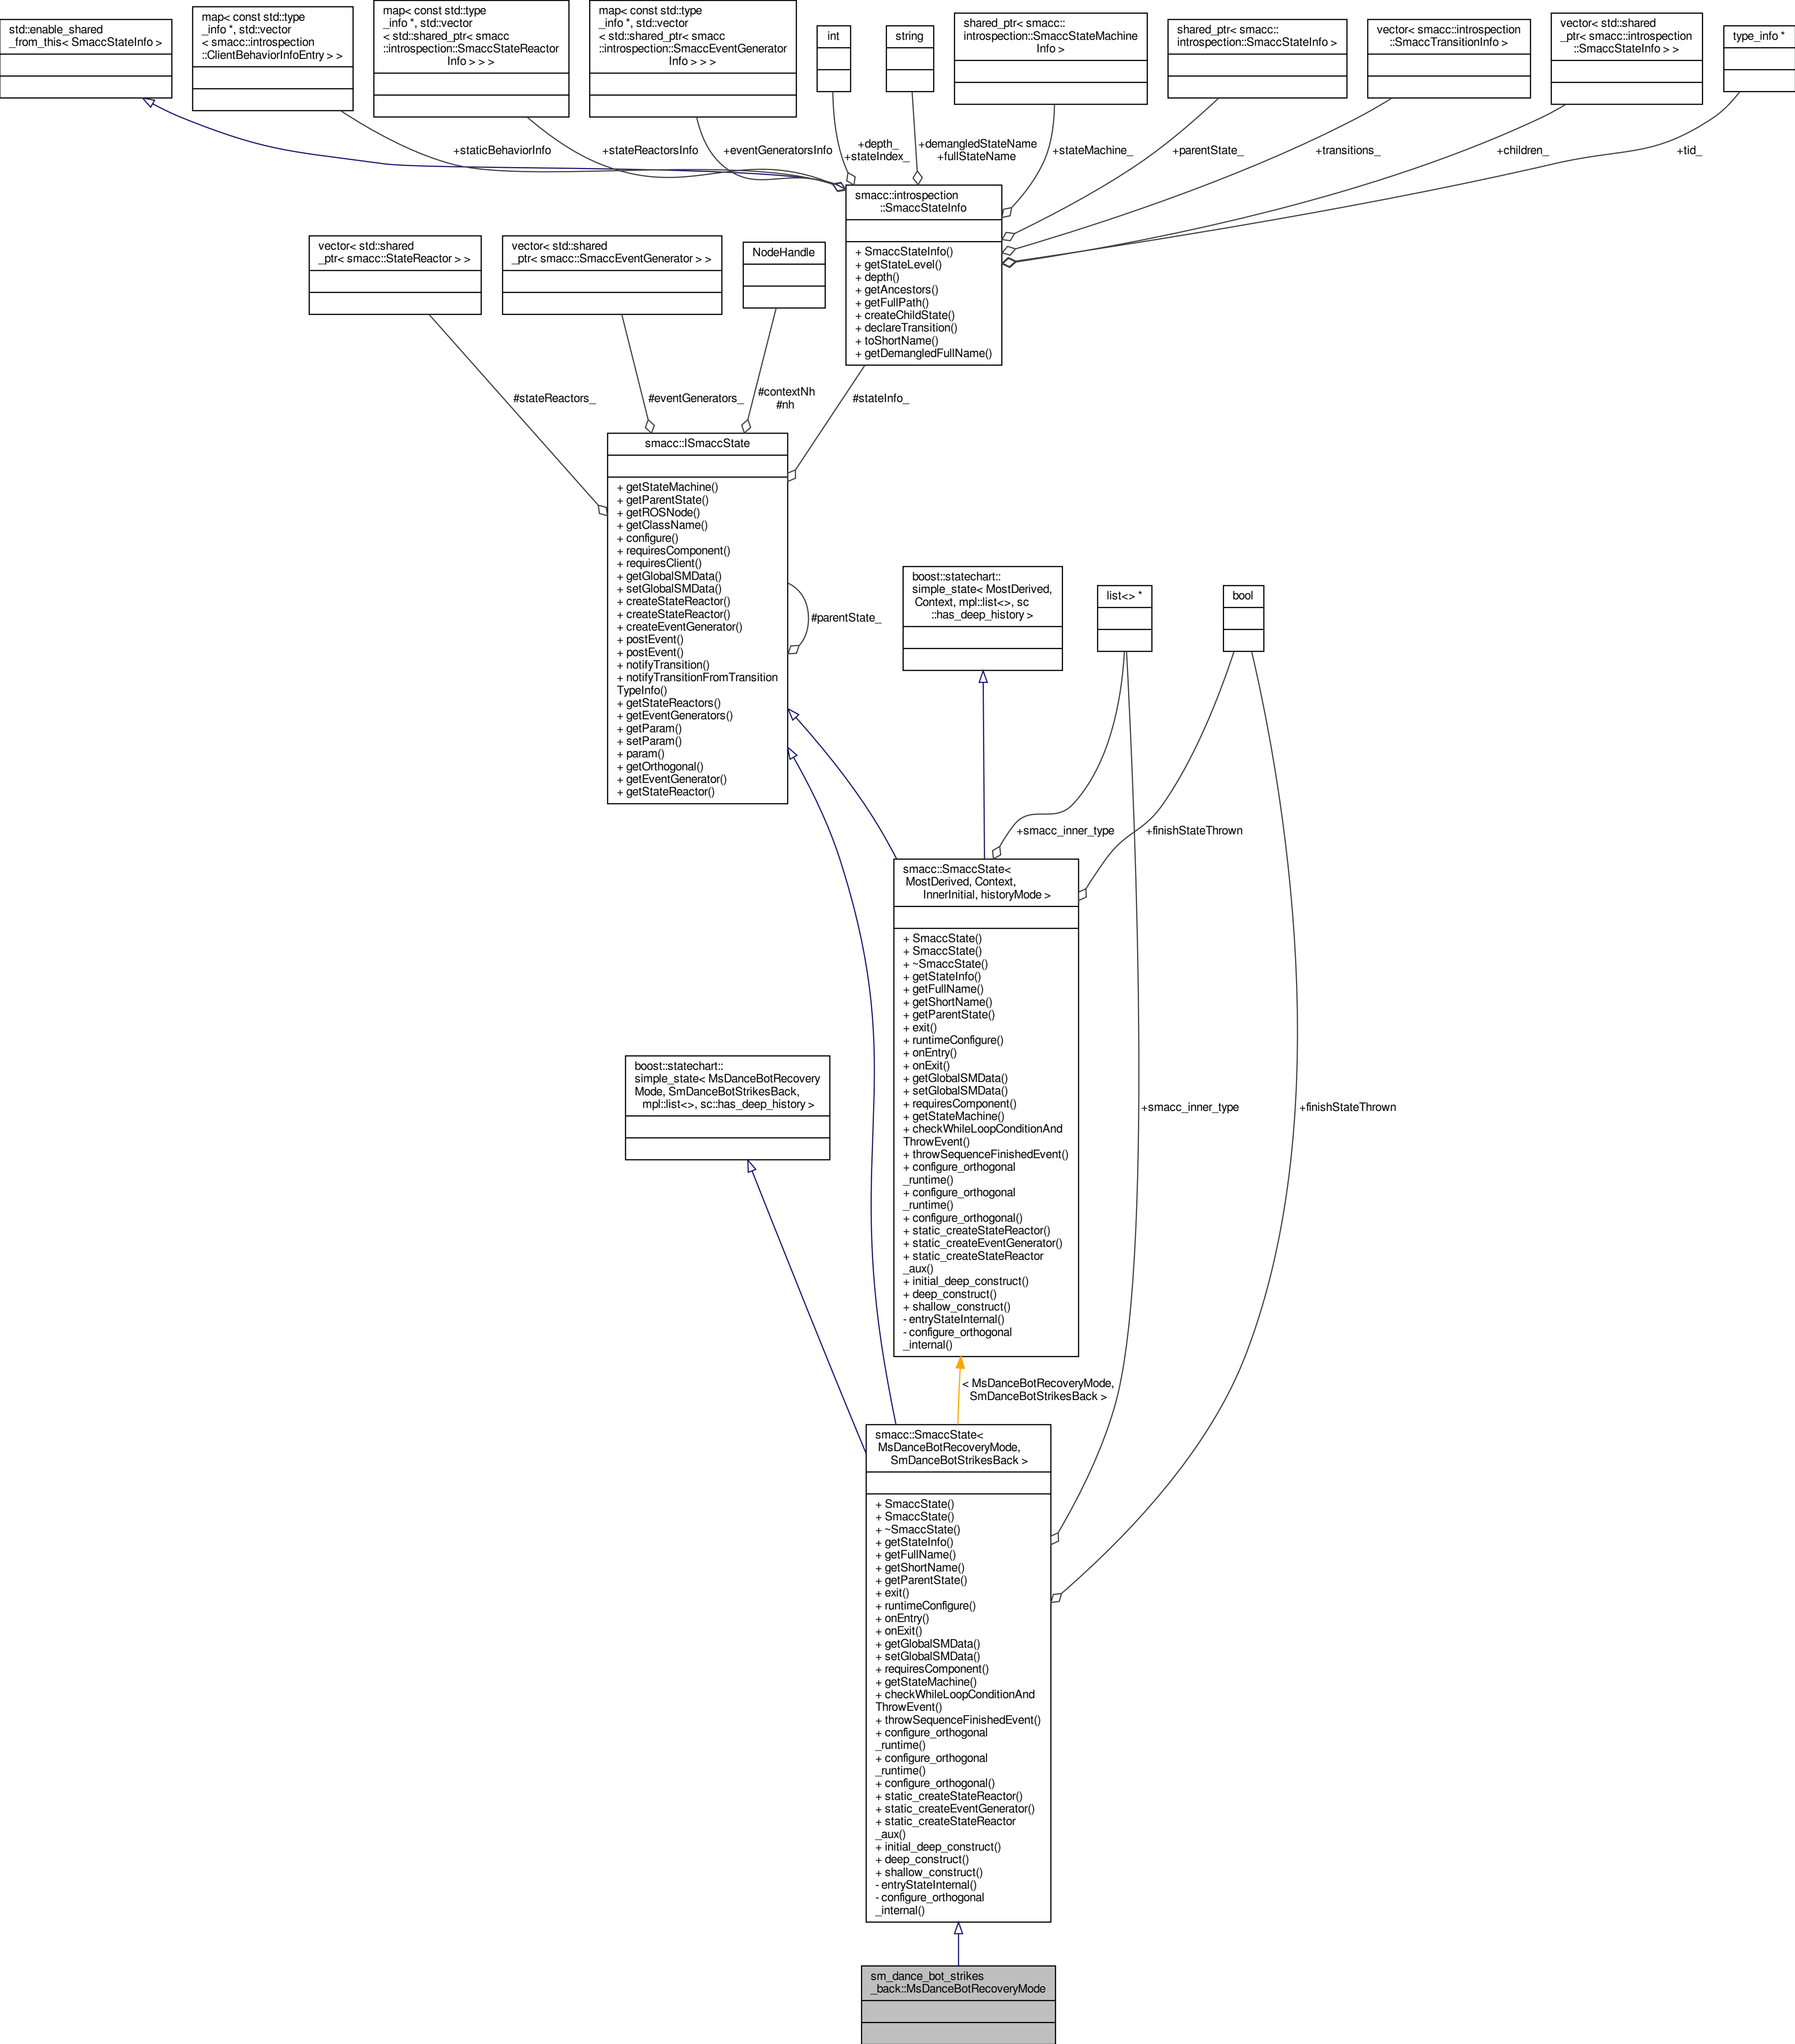 std::enable_shared
_from_this< SmaccStateInfo >
map< const std::type
_info *, std::vector
< smacc::introspection
::ClientBehaviorInfoEntry > >
map< const std::type
_info *, std::vector
< std::shared_ptr< smacc
::introspection::SmaccStateReactor
Info > > >
map< const std::type
_info *, std::vector
< std::shared_ptr< smacc
::introspection::SmaccEventGenerator
Info > > >
int
string
shared_ptr< smacc::
introspection::SmaccStateMachine
Info >
shared_ptr< smacc::
introspection::SmaccStateInfo >
vector< smacc::introspection
::SmaccTransitionInfo >
vector< std::shared
_ptr< smacc::introspection
::SmaccStateInfo > >
type_info *
+staticBehaviorInfo
+stateReactorsInfo
+eventGeneratorsInfo
+depth_
+stateIndex_
+demangledStateName
+fullStateName
+stateMachine_
+parentState_
+transitions_
+children_
+tid_
smacc::introspection
::SmaccStateInfo
+ SmaccStateInfo()
+ getStateLevel()
+ depth()
+ getAncestors()
+ getFullPath()
+ createChildState()
+ declareTransition()
+ toShortName()
+ getDemangledFullName()
vector< std::shared
_ptr< smacc::StateReactor > >
vector< std::shared
_ptr< smacc::SmaccEventGenerator > >
NodeHandle
#stateReactors_
#eventGenerators_
#contextNh
#nh
#stateInfo_
smacc::ISmaccState
+ getStateMachine()
+ getParentState()
+ getROSNode()
+ getClassName()
+ configure()
+ requiresComponent()
+ requiresClient()
+ getGlobalSMData()
+ setGlobalSMData()
+ createStateReactor()
+ createStateReactor()
+ createEventGenerator()
+ postEvent()
+ postEvent()
+ notifyTransition()
+ notifyTransitionFromTransition
TypeInfo()
+ getStateReactors()
+ getEventGenerators()
+ getParam()
+ setParam()
+ param()
+ getOrthogonal()
+ getEventGenerator()
+ getStateReactor()
#parentState_
boost::statechart::
simple_state< MostDerived,
Context, mpl::list<>, sc
::has_deep_history >
list<> *
bool
+smacc_inner_type
+finishStateThrown
smacc::SmaccState<
MostDerived, Context,
InnerInitial, historyMode >
+ SmaccState()
+ SmaccState()
+ ~SmaccState()
+ getStateInfo()
+ getFullName()
+ getShortName()
+ getParentState()
+ exit()
+ runtimeConfigure()
+ onEntry()
+ onExit()
+ getGlobalSMData()
+ setGlobalSMData()
+ requiresComponent()
+ getStateMachine()
+ checkWhileLoopConditionAnd
ThrowEvent()
+ throwSequenceFinishedEvent()
+ configure_orthogonal
_runtime()
+ configure_orthogonal
_runtime()
+ configure_orthogonal()
+ static_createStateReactor()
+ static_createEventGenerator()
+ static_createStateReactor
_aux()
+ initial_deep_construct()
+ deep_construct()
+ shallow_construct()
- entryStateInternal()
- configure_orthogonal
_internal()
boost::statechart::
simple_state< MsDanceBotRecovery
Mode, SmDanceBotStrikesBack,
mpl::list<>, sc::has_deep_history >
+smacc_inner_type
+finishStateThrown
< MsDanceBotRecoveryMode,
SmDanceBotStrikesBack >
smacc::SmaccState<
MsDanceBotRecoveryMode,
SmDanceBotStrikesBack >
+ SmaccState()
+ SmaccState()
+ ~SmaccState()
+ getStateInfo()
+ getFullName()
+ getShortName()
+ getParentState()
+ exit()
+ runtimeConfigure()
+ onEntry()
+ onExit()
+ getGlobalSMData()
+ setGlobalSMData()
+ requiresComponent()
+ getStateMachine()
+ checkWhileLoopConditionAnd
ThrowEvent()
+ throwSequenceFinishedEvent()
+ configure_orthogonal
_runtime()
+ configure_orthogonal
_runtime()
+ configure_orthogonal()
+ static_createStateReactor()
+ static_createEventGenerator()
+ static_createStateReactor
_aux()
+ initial_deep_construct()
+ deep_construct()
+ shallow_construct()
- entryStateInternal()
- configure_orthogonal
_internal()
sm_dance_bot_strikes
_back::MsDanceBotRecoveryMode